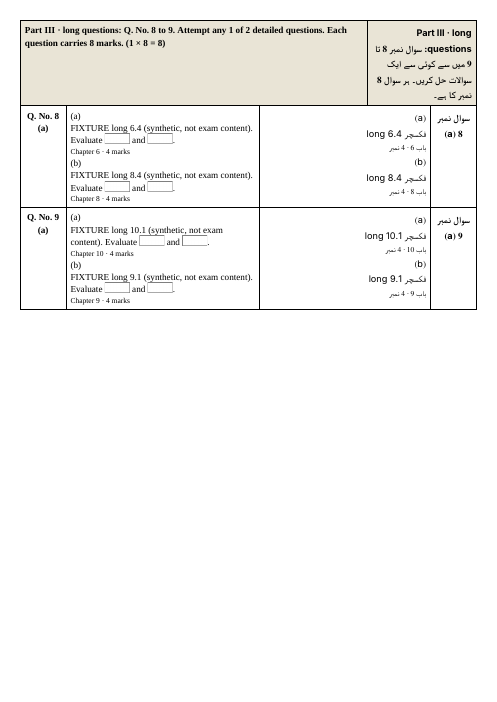 Part III · long questions: Q. No. 8 to 9. Attempt any 1 of 2 detailed questions. Each
question carries 8 marks. (1 × 8 = 8)
Part III · long
questions: سوال نمبر 8 تا
9 میں سے کوئی سے ایک
سوالات حل کریں۔ ہر سوال 8
نمبر کا ہے۔
Q. No. 8
(a)
(a)
FIXTURE long 6.4 (synthetic, not exam content).
Evaluate and .
Chapter 6 · 4 marks
(b)
FIXTURE long 8.4 (synthetic, not exam content).
Evaluate and .
Chapter 8 · 4 marks
(a)
فکسچر long 6.4
باب 6 · 4 نمبر
(b)
فکسچر long 8.4
باب 8 · 4 نمبر
سوال نمبر
8 (a)
Q. No. 9
(a)
(a)
FIXTURE long 10.1 (synthetic, not exam
content). Evaluate and .
Chapter 10 · 4 marks
(b)
FIXTURE long 9.1 (synthetic, not exam content).
Evaluate and .
Chapter 9 · 4 marks
(a)
فکسچر long 10.1
باب 10 · 4 نمبر
(b)
فکسچر long 9.1
باب 9 · 4 نمبر
سوال نمبر
9 (a)